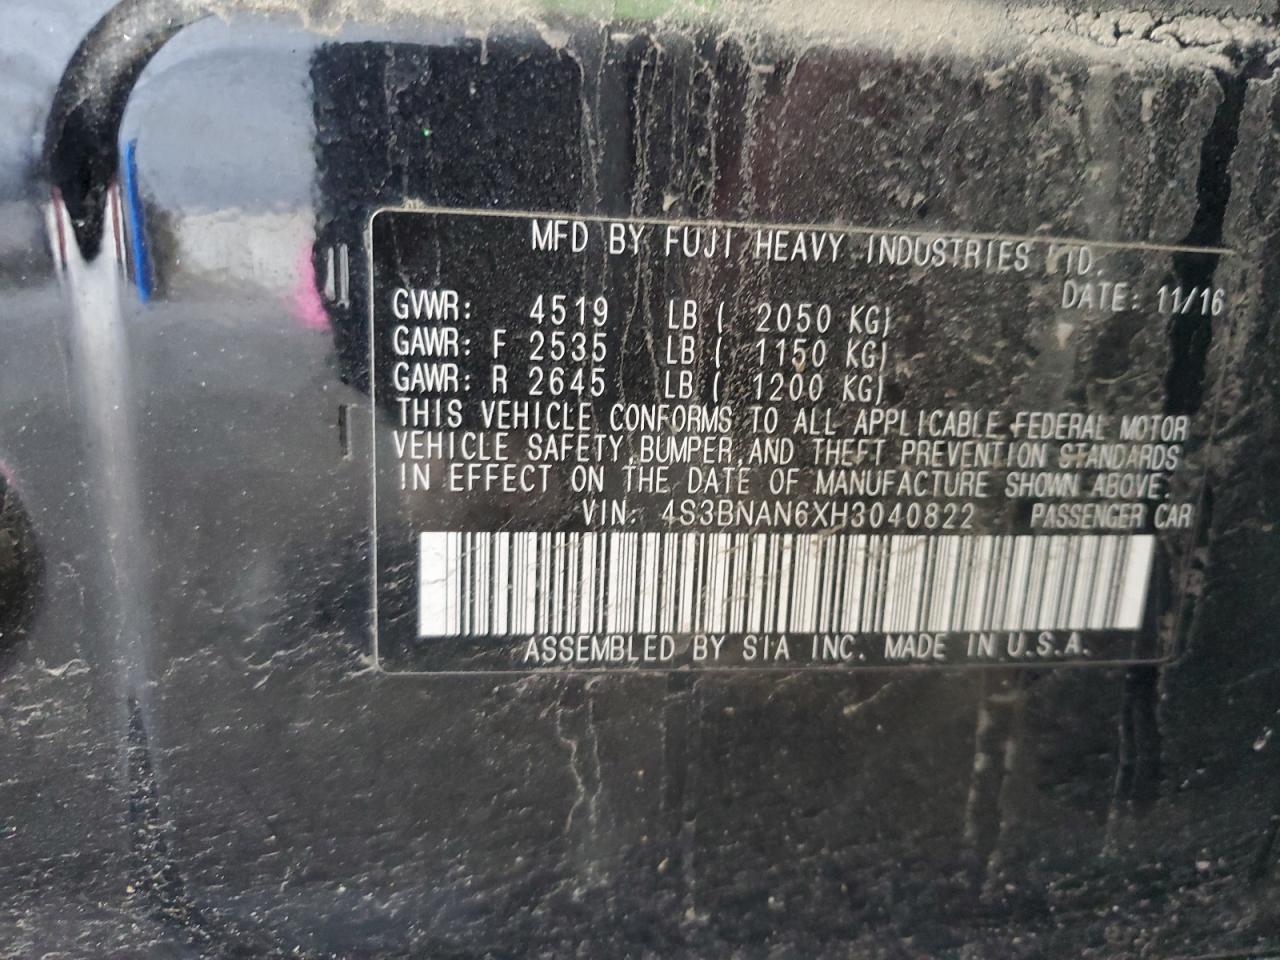 MFD BY FUJI HEAVY INDUSTRIES LTD.
DATE: 11/16
GVWR: 4519 LB ( 2050 KG)
GAWR: F 2535 LB ( 1150 KG)
GAWR: R 2645 LB ( 1200 KG)
THIS VEHICLE CONFORMS TO ALL APPLICABLE FEDERAL MOTOR
VEHICLE SAFETY,BUMPER,AND THEFT PREVENTION STANDARDS
IN EFFECT ON THE DATE OF MANUFACTURE SHOWN ABOVE.
VIN: 4S3BNAN6XH3040822 PASSENGER CAR
ASSEMBLED BY SIA INC. MADE IN U.S.A.